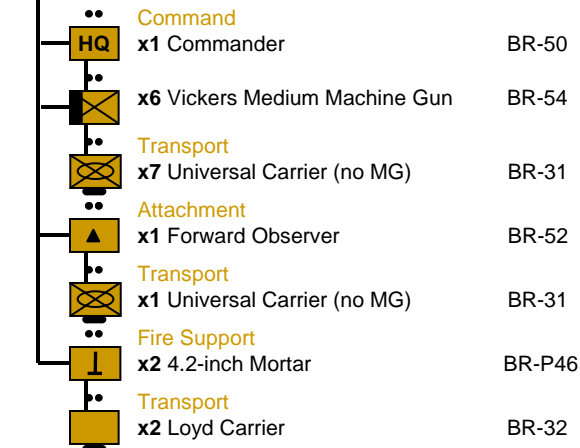 Command
HQ x1 Commander BR-50
x6 Vickers Medium Machine Gun BR-54
Transport
x7 Universal Carrier (no MG) BR-31
Attachment
x1 Forward Observer BR-52
Transport
x1 Universal Carrier (no MG) BR-31
Fire Support
x2 4.2-inch Mortar BR-P46
Transport
x2 Loyd Carrier BR-32